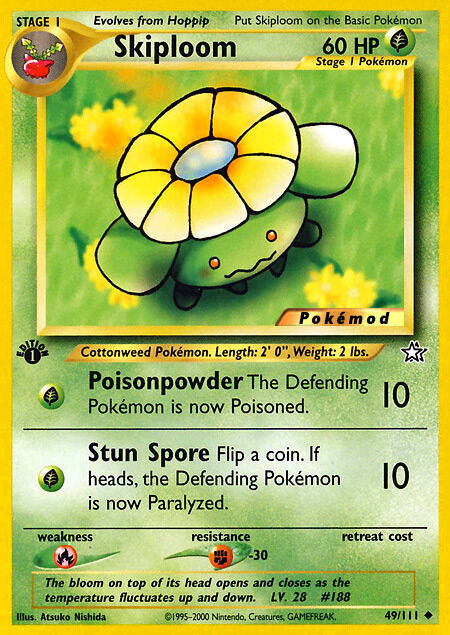 STAGE 1 Evolves from Hoppip Put Skiploom on the Basic Pokémon
Skiploom 60 HP
Stage 1 Pokémon
Pokémod
EDITION 1
Cottonweed Pokémon. Length: 2' 0", Weight: 2 lbs.
Poisonpowder The Defending 10
Pokémon is now Poisoned.
Stun Spore Flip a coin. If
heads, the Defending Pokémon 10
is now Paralyzed.
weakness resistance retreat cost
-30
The bloom on top of its head opens and closes as the
temperature fluctuates up and down. LV. 28 #188
Illus. Atsuko Nishida ©1995-2000 Nintendo, Creatures, GAMEFREAK. 49/111